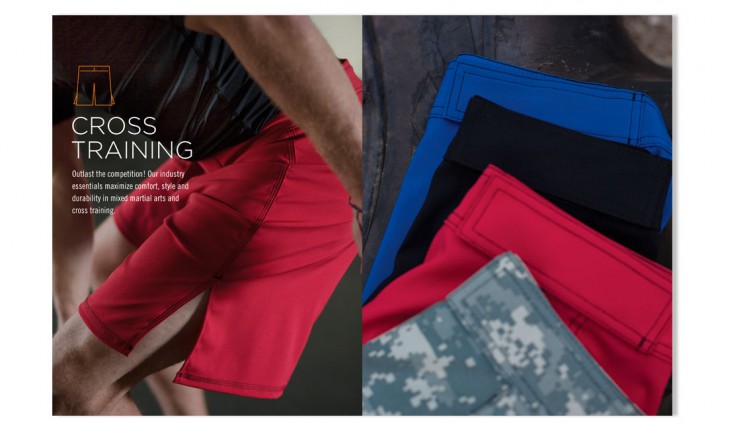 CROSS
TRAINING
Outlast the competition! Our industry
essentials maximize comfort, style and
durability in mixed martial arts and
cross training.